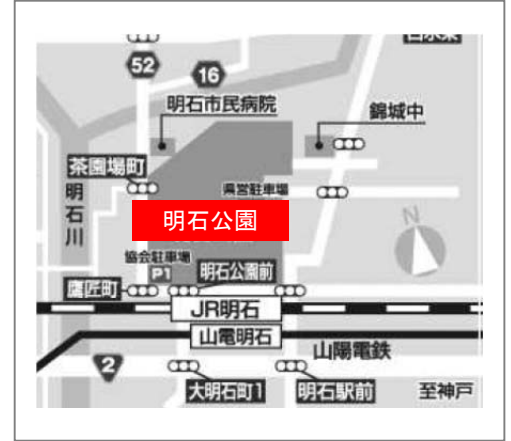 52
16
明石市民病院
錦城中
茶園場町
明石川
県営駐車場
明石公園
N
協会駐車場
P1
明石公園前
鷹匠町
JR明石
山電明石
山陽電鉄
2
大明石町1
明石駅前
至神戸